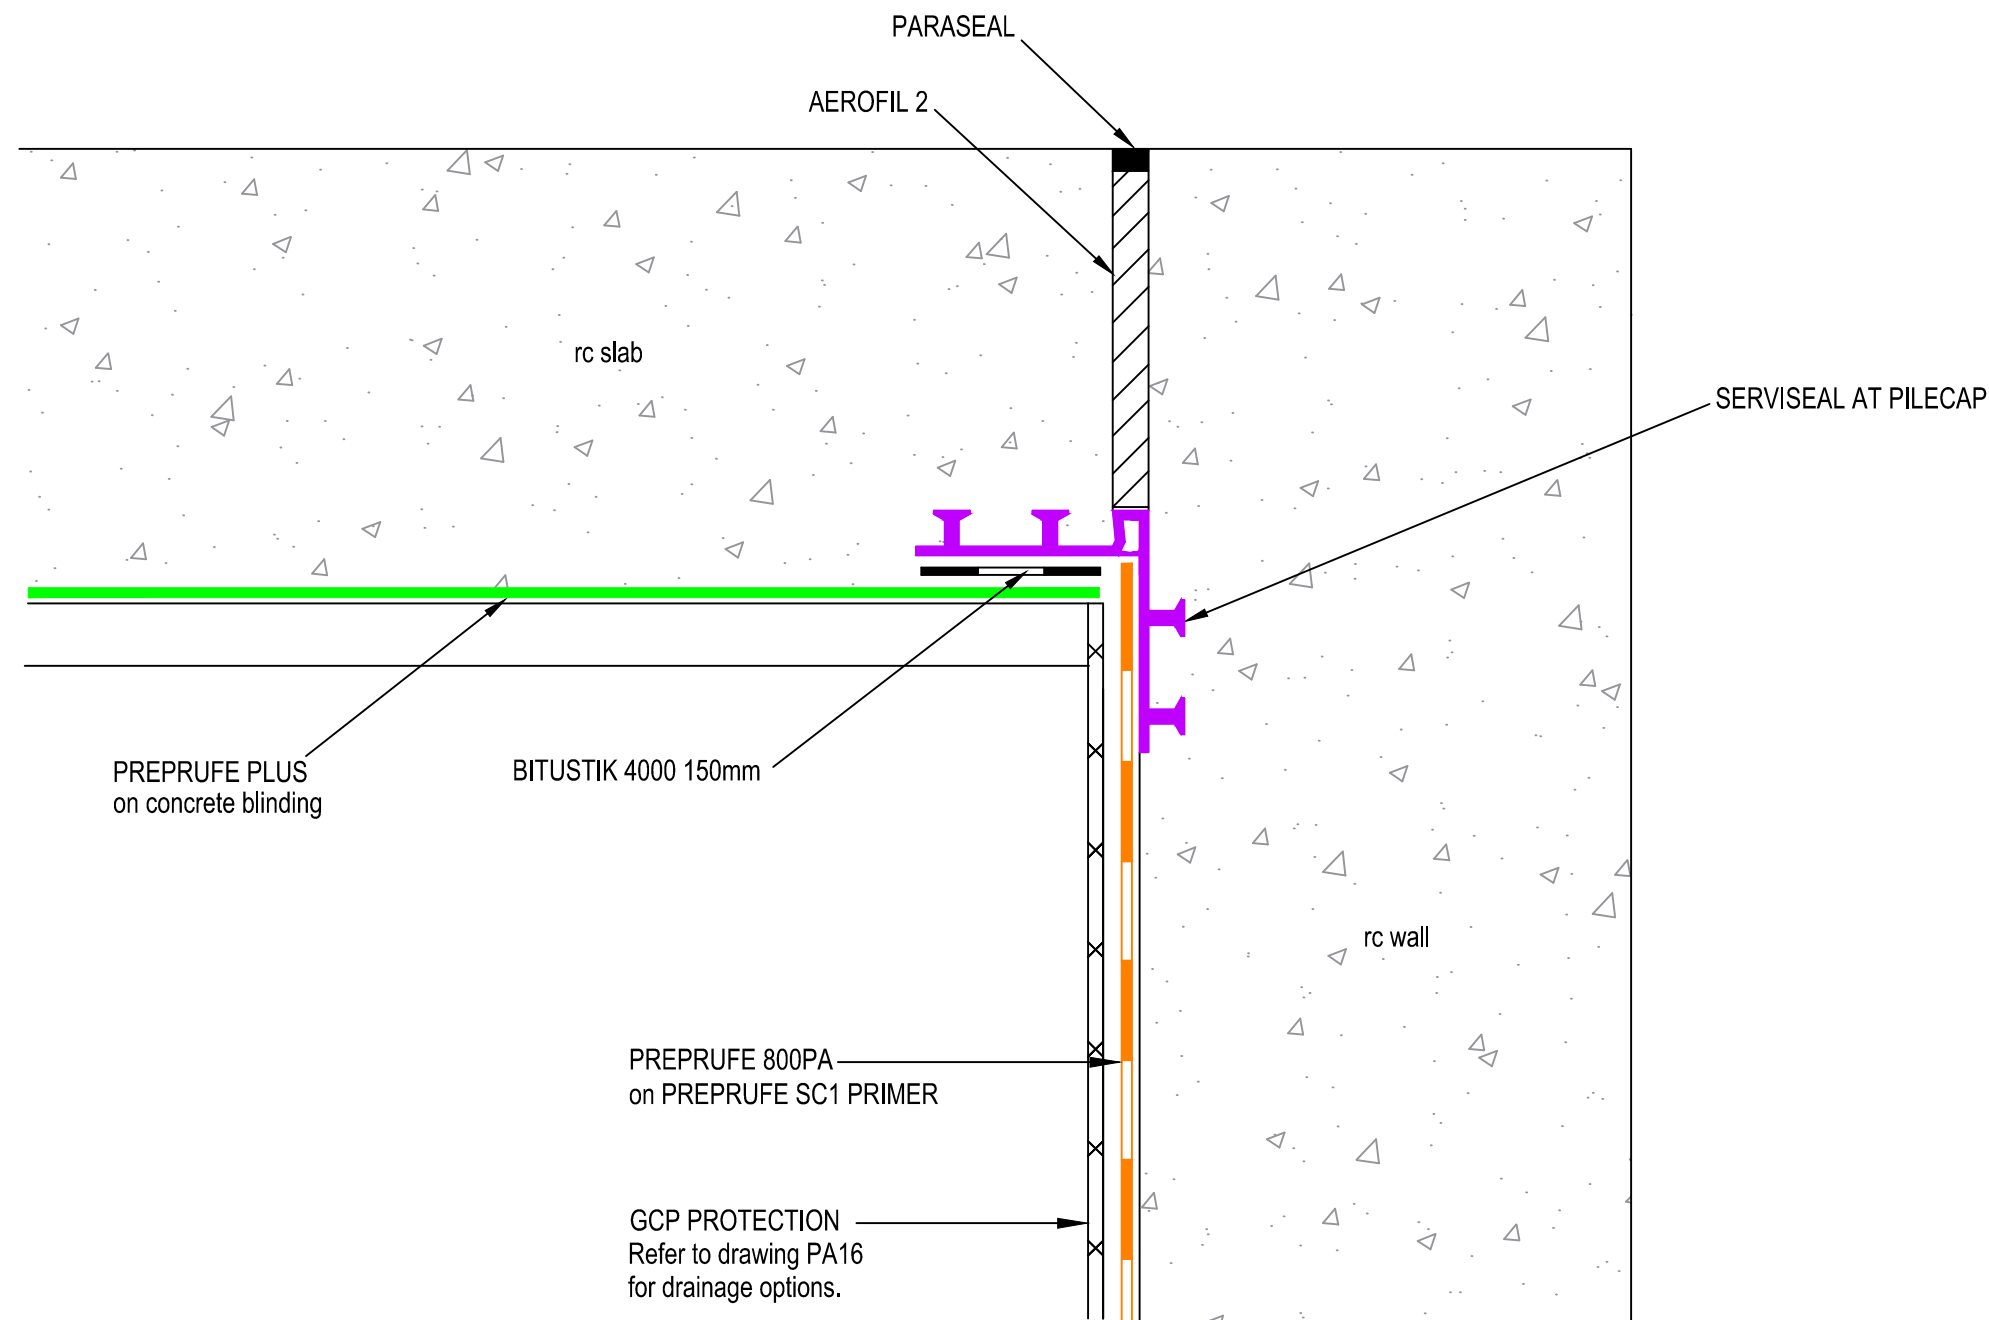 PARASEAL
AEROFIL 2
rc slab
SERVISEAL AT PILECAP
PREPRUFE PLUS
on concrete blinding
BITUSTIK 4000 150mm
rc wall
PREPRUFE 800PA
on PREPRUFE SC1 PRIMER
GCP PROTECTION
Refer to drawing PA16
for drainage options.